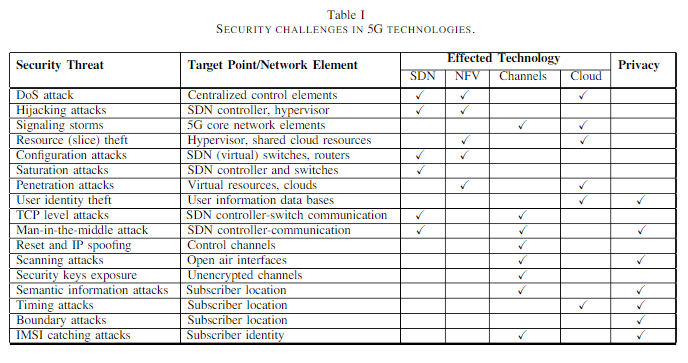 Table I
SECURITY CHALLENGES IN 5G TECHNOLOGIES.
Security Threat Target Point/Network Element Effected Technology Privacy
SDN NFV Channels Cloud
DoS attack Centralized control elements ✓ ✓ ✓
Hijacking attacks SDN controller, hypervisor ✓ ✓
Signaling storms 5G core network elements ✓ ✓
Resource (slice) theft Hypervisor, shared cloud resources ✓ ✓
Configuration attacks SDN (virtual) switches, routers ✓ ✓
Saturation attacks SDN controller and switches ✓
Penetration attacks Virtual resources, clouds ✓ ✓
User identity theft User information data bases ✓ ✓
TCP level attacks SDN controller-switch communication ✓ ✓
Man-in-the-middle attack SDN controller-communication ✓ ✓ ✓
Reset and IP spoofing Control channels ✓
Scanning attacks Open air interfaces ✓ ✓
Security keys exposure Unencrypted channels ✓
Semantic information attacks Subscriber location ✓ ✓
Timing attacks Subscriber location ✓ ✓
Boundary attacks Subscriber location ✓
IMSI catching attacks Subscriber identity ✓ ✓